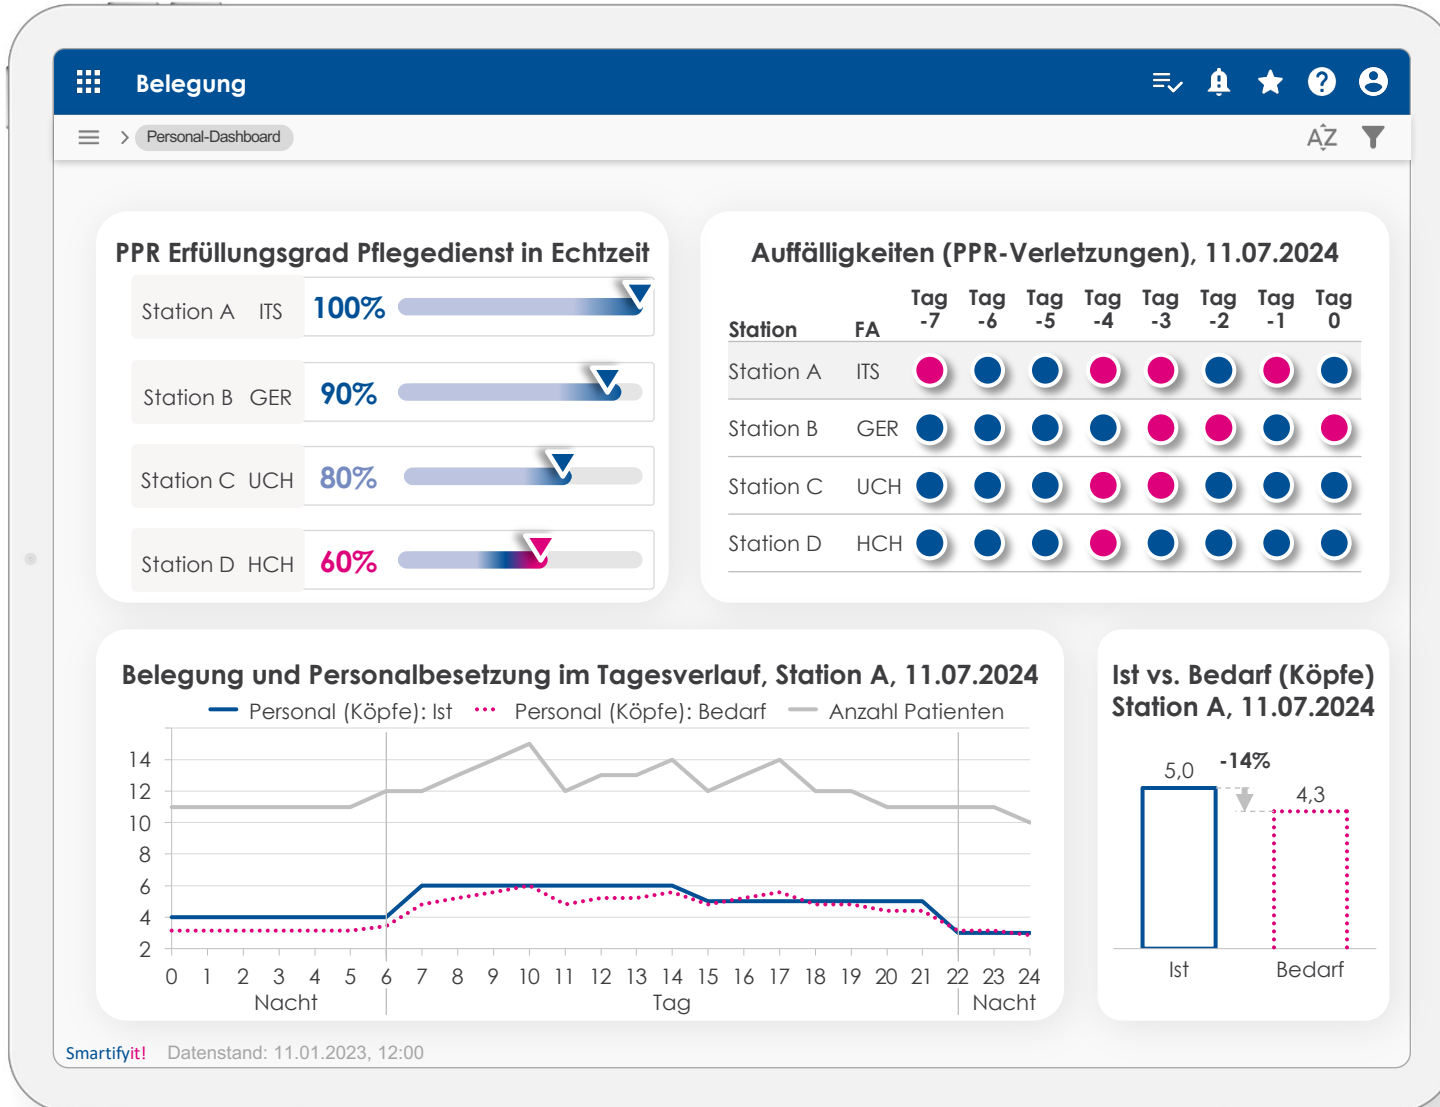 Belegung
Personal-Dashboard
AZ
PPR Erfüllungsgrad Pflegedienst in Echtzeit
Station A ITS 100%
Station B GER 90%
Station C UCH 80%
Station D HCH 60%
Auffälligkeiten (PPR-Verletzungen), 11.07.2024
Tag Tag Tag Tag Tag Tag Tag Tag
Station FA -7 -6 -5 -4 -3 -2 -1 0
Station A ITS
Station B GER
Station C UCH
Station D HCH
Belegung und Personalbesetzung im Tagesverlauf, Station A, 11.07.2024
Personal (Köpfe): Ist Personal (Köpfe): Bedarf Anzahl Patienten
14
12
10
8
6
4
2
0 1 2 3 4 5 6 7 8 9 10 11 12 13 14 15 16 17 18 19 20 21 22 23 24
Nacht Tag Nacht
Ist vs. Bedarf (Köpfe)
Station A, 11.07.2024
5,0 -14%
4,3
Ist Bedarf
Smartifyit! Datenstand: 11.01.2023, 12:00